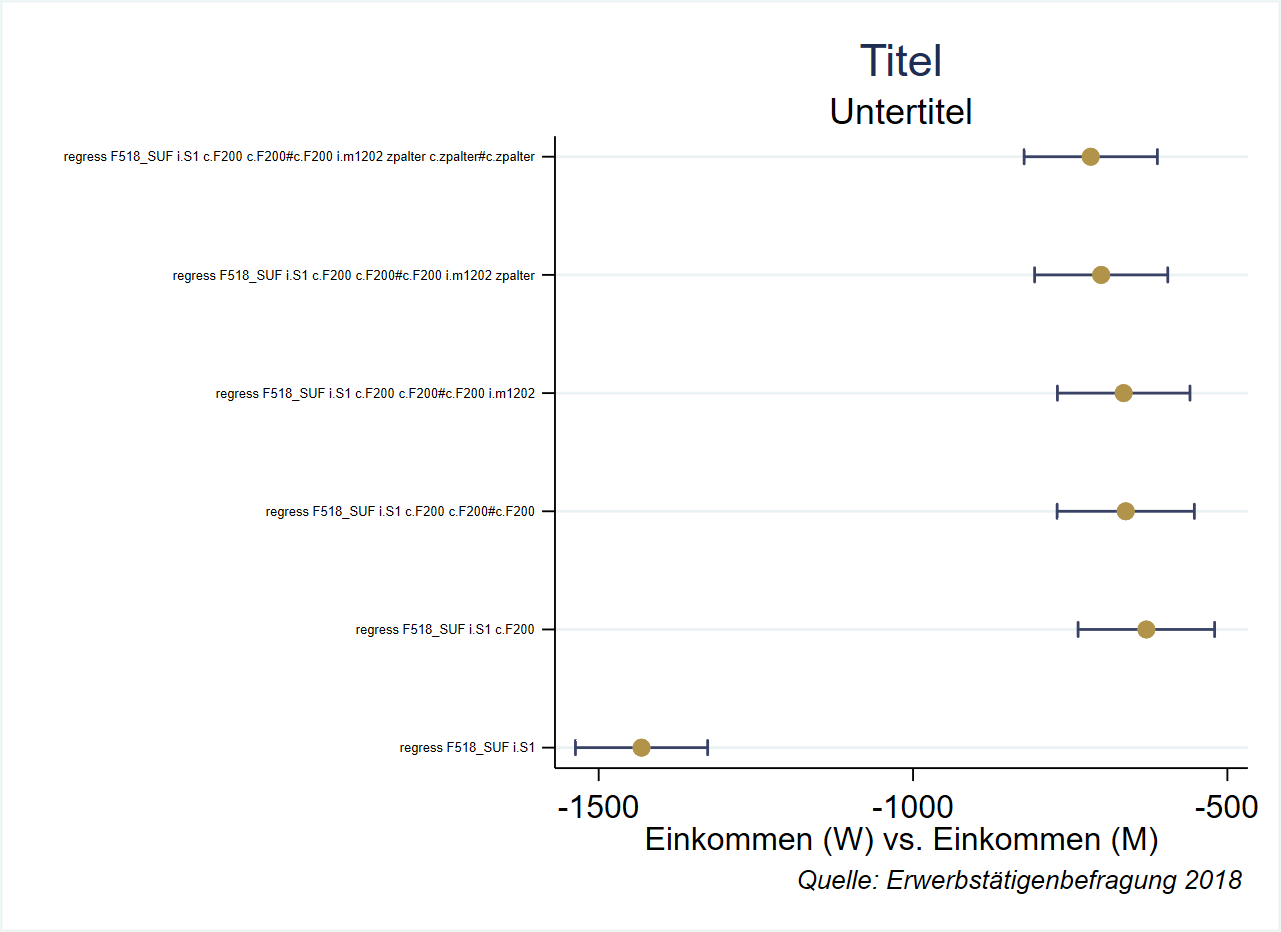 Titel
Untertitel
regress F518_SUF i.S1 c.F200 c.F200#c.F200 i.m1202 zpalter c.zpalter#c.zpalter
regress F518_SUF i.S1 c.F200 c.F200#c.F200 i.m1202 zpalter
regress F518_SUF i.S1 c.F200 c.F200#c.F200 i.m1202
regress F518_SUF i.S1 c.F200 c.F200#c.F200
regress F518_SUF i.S1 c.F200
regress F518_SUF i.S1
-1500 -1000 -500
Einkommen (W) vs. Einkommen (M)
Quelle: Erwerbstätigenbefragung 2018